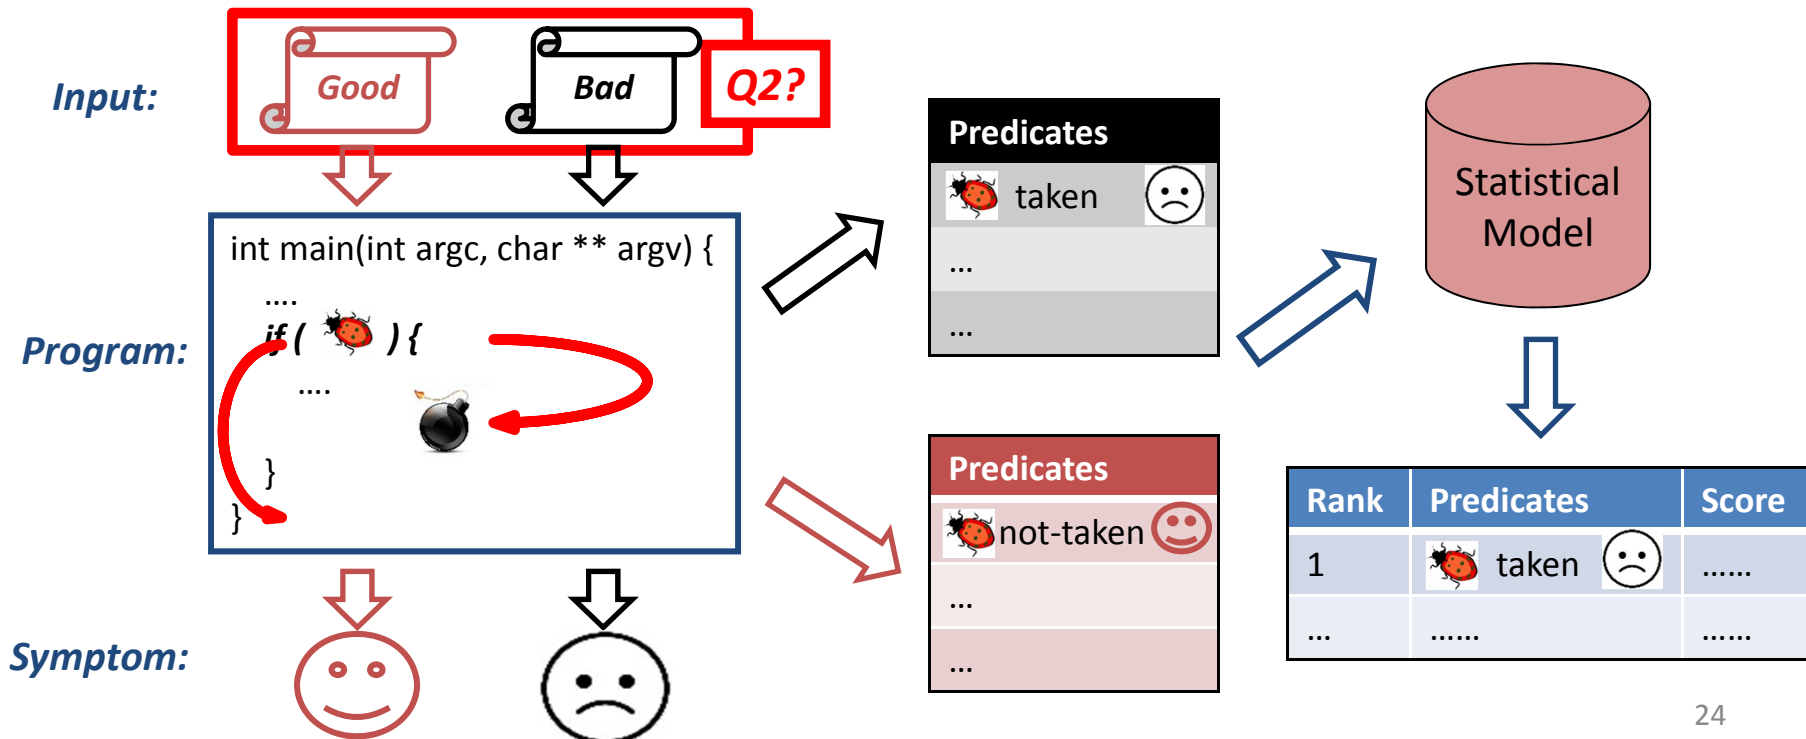 Input:
Good
Bad
Q2?
Program:
int main(int argc, char ** argv) {
....
if ( ) {
....
}
}
Symptom:
Predicates
taken
...
...
Predicates
not-taken
...
...
Statistical
Model
Rank Predicates Score
1 taken ......
... ...... ......
24